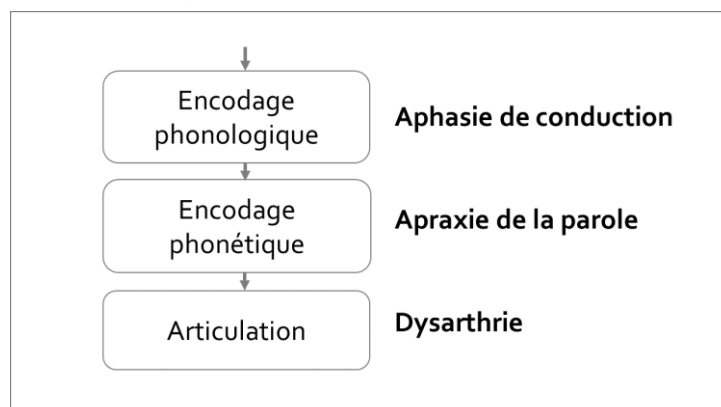 Encodage
phonologique
Aphasie de conduction
Encodage
phonétique
Apraxie de la parole
Articulation
Dysarthrie